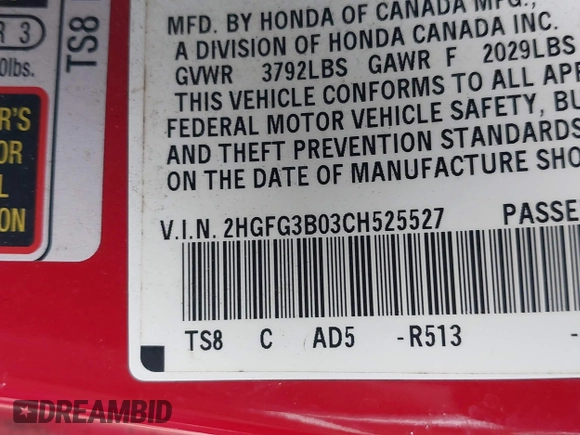 R 3
0lbs.
TS8
R'S
OR
L
ION
MFD. BY HONDA OF CANADA MFG.,
A DIVISION OF HONDA CANADA INC.
GVWR 3792LBS GAWR F 2029LBS
THIS VEHICLE CONFORMS TO ALL APP
FEDERAL MOTOR VEHICLE SAFETY, BU
AND THEFT PREVENTION STANDARDS
ON THE DATE OF MANUFACTURE SHO
V.I.N. 2HGFG3B03CH525527 PASSE
TS8 C AD5 -R513 -
DREAMBID